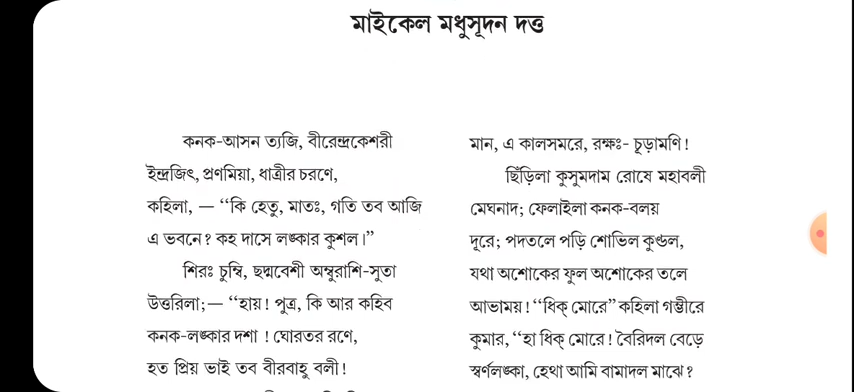 মাইকেল মধুসূদন দত্ত
কনক-আসন ত্যজি, বীরেন্দ্রকেশরী
ইন্দ্রজিৎ, প্রণমিয়া, ধাত্রীর চরণে,
কহিলা, — “কি হেতু, মাতঃ, গতি তব আজি
এ ভবনে? কহ দাসে লঙ্কার কুশল।”
শিরঃ চুম্বি, ছদ্মবেশী অম্বুরাশি-সুতা
উত্তরিলা; — “হায়! পুত্র, কি আর কহিব
কনক-লঙ্কার দশা ! ঘোরতর রণে,
হত প্রিয় ভাই তব বীরবাহু বলী !
মান, এ কালসমরে, রক্ষঃ- চূড়ামণি !
ছিঁড়িলা কুসুমদাম রোষে মহাবলী
মেঘনাদ; ফেলাইলা কনক-বলয়
দূরে; পদতলে পড়ি শোভিল কুণ্ডল,
যথা অশোকের ফুল অশোকের তলে
আভাময় ! “ধিক্ মোরে” কহিলা গম্ভীরে
কুমার, “হা ধিক্ মোরে! বৈরিদল বেড়ে
স্বর্ণলঙ্কা, হেথা আমি বামাদল মাঝে ?